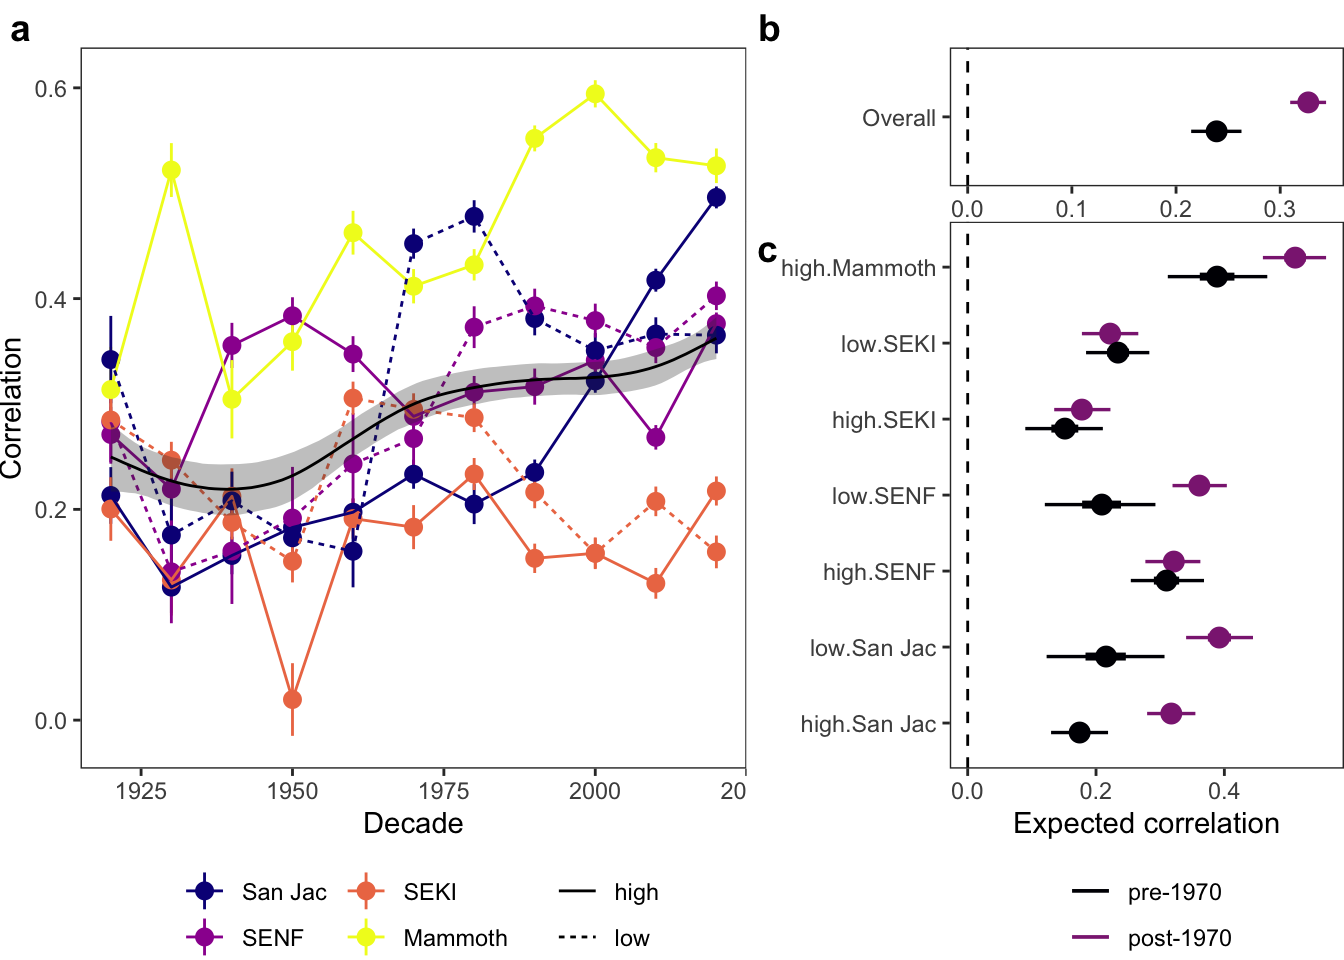 a
0.6
0.4
0.2
0.0
Correlation
1925
1950
1975
2000
20
Decade
San Jac
SENF
SEKI
Mammoth
high
low
b
Overall
0.0
0.1
0.2
0.3
c
high.Mammoth
low.SEKI
high.SEKI
low.SENF
high.SENF
low.San Jac
high.San Jac
0.0
0.2
0.4
Expected correlation
pre-1970
post-1970